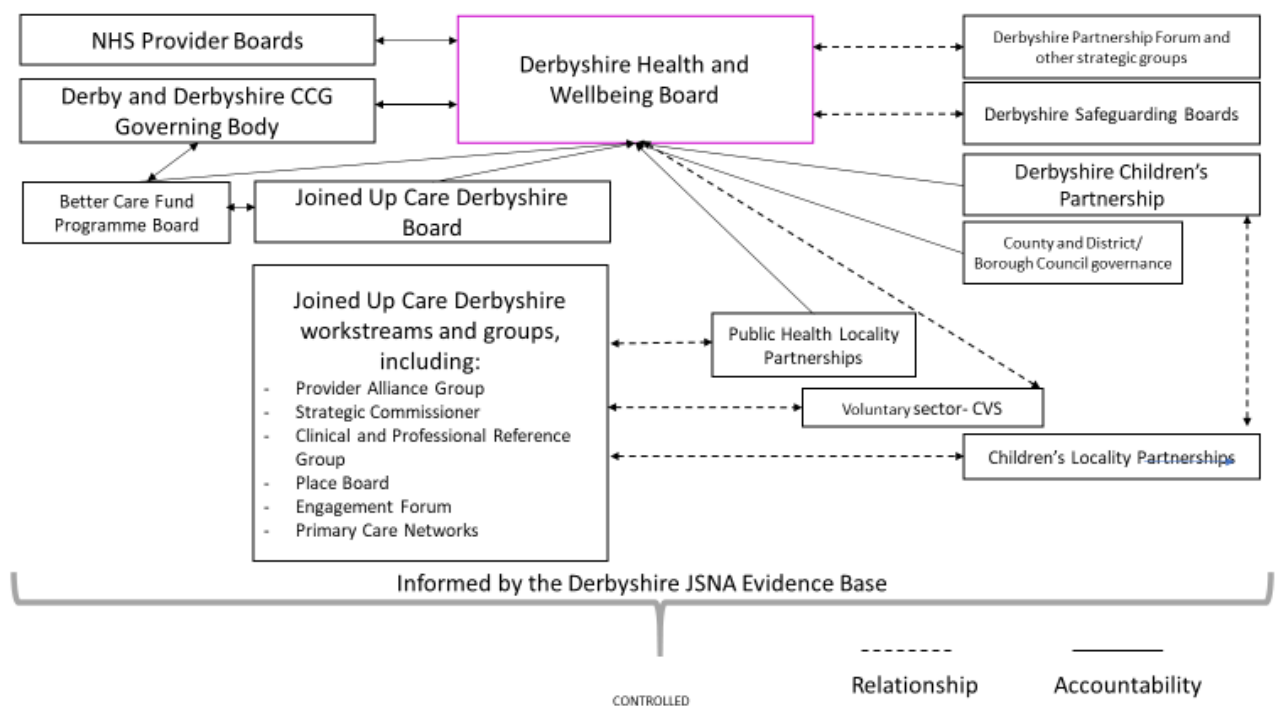 NHS Provider Boards
Derby and Derbyshire CCG
Governing Body
Derbyshire Health and
Wellbeing Board
Derbyshire Partnership Forum and
other strategic groups
Derbyshire Safeguarding Boards
Derbyshire Children's
Partnership
County and District/
Borough Council governance
Better Care Fund
Programme Board
Joined Up Care Derbyshire
Board
Joined Up Care Derbyshire
workstreams and groups,
including:
- Provider Alliance Group
- Strategic Commissioner
- Clinical and Professional Reference
Group
- Place Board
- Engagement Forum
- Primary Care Networks
Public Health Locality
Partnerships
Voluntary sector- CVS
Children's Locality Partnerships
Informed by the Derbyshire JSNA Evidence Base
Relationship
Accountability
CONTROLLED